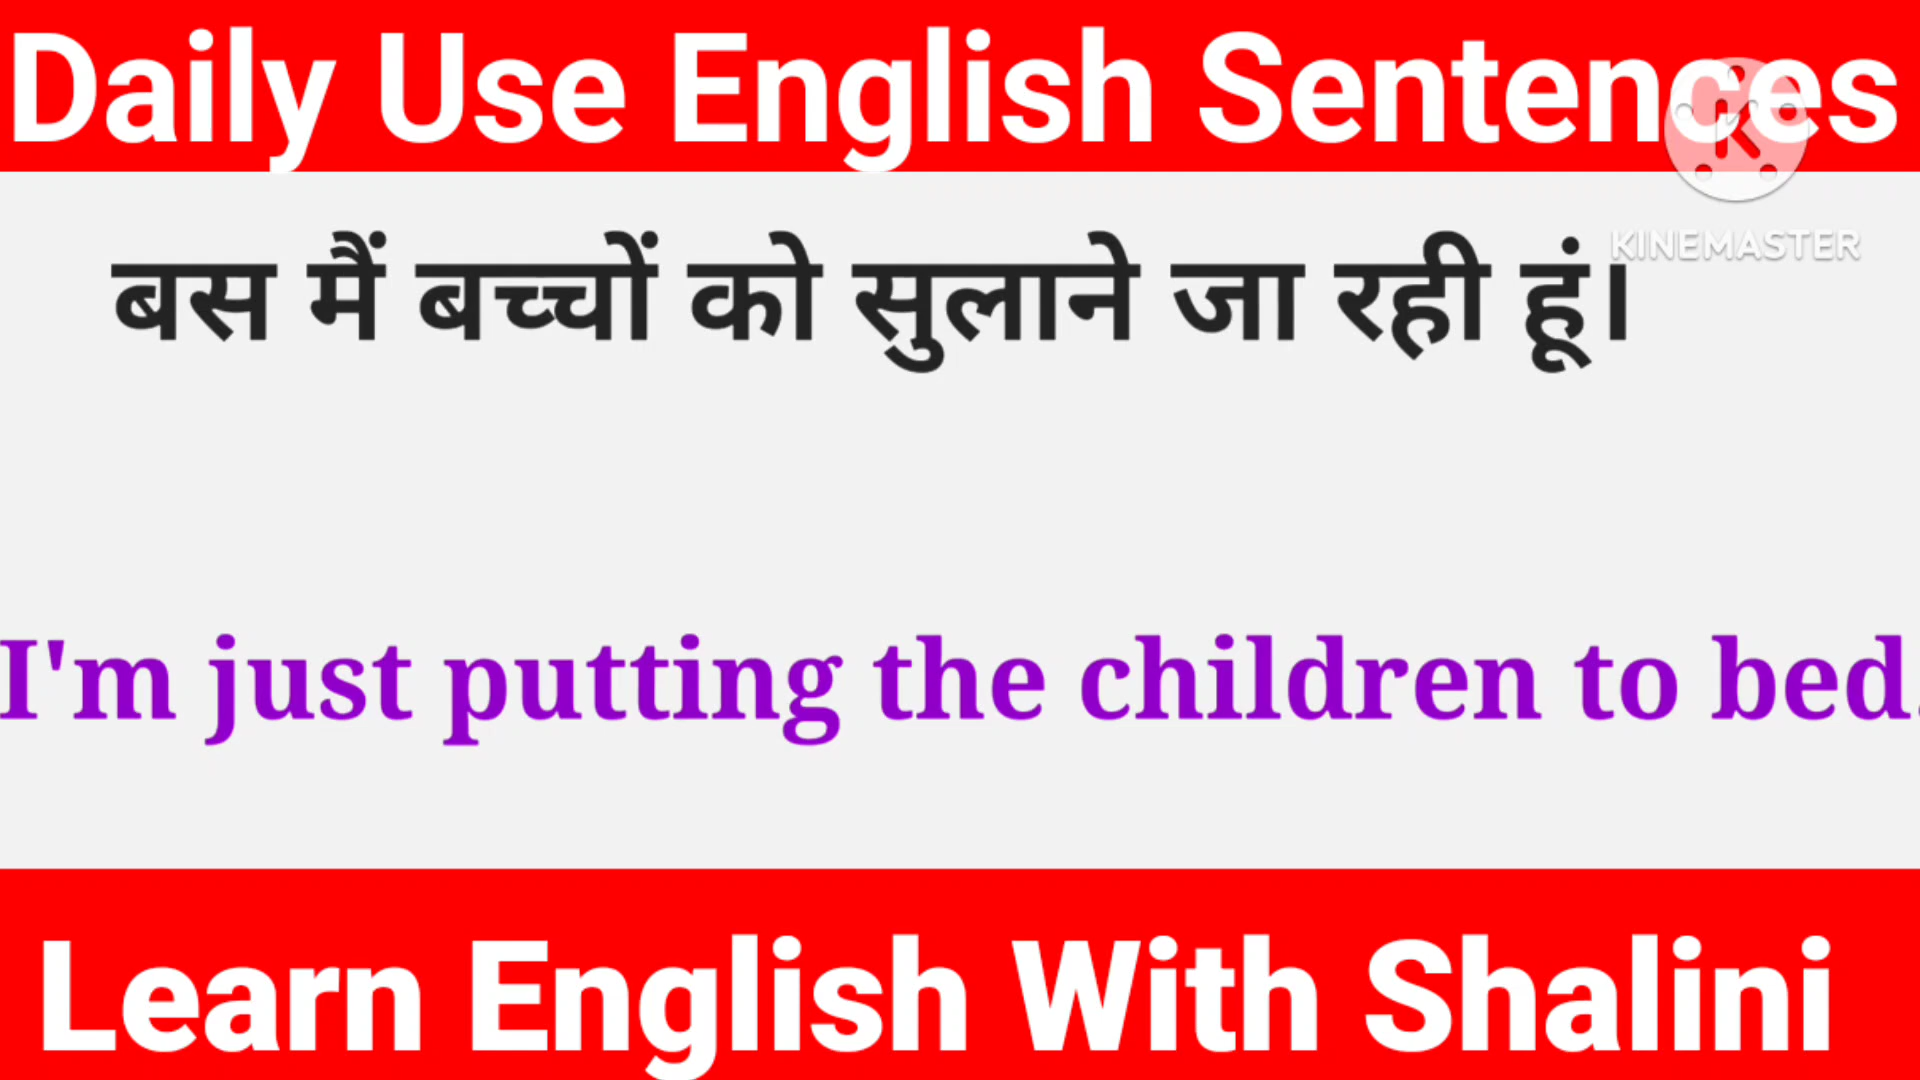 Daily Use English Sentences
KINEMASTER
बस मैं बच्चों को सुलाने जा रही हूं।
I'm just putting the children to bed.
Learn English With Shalini